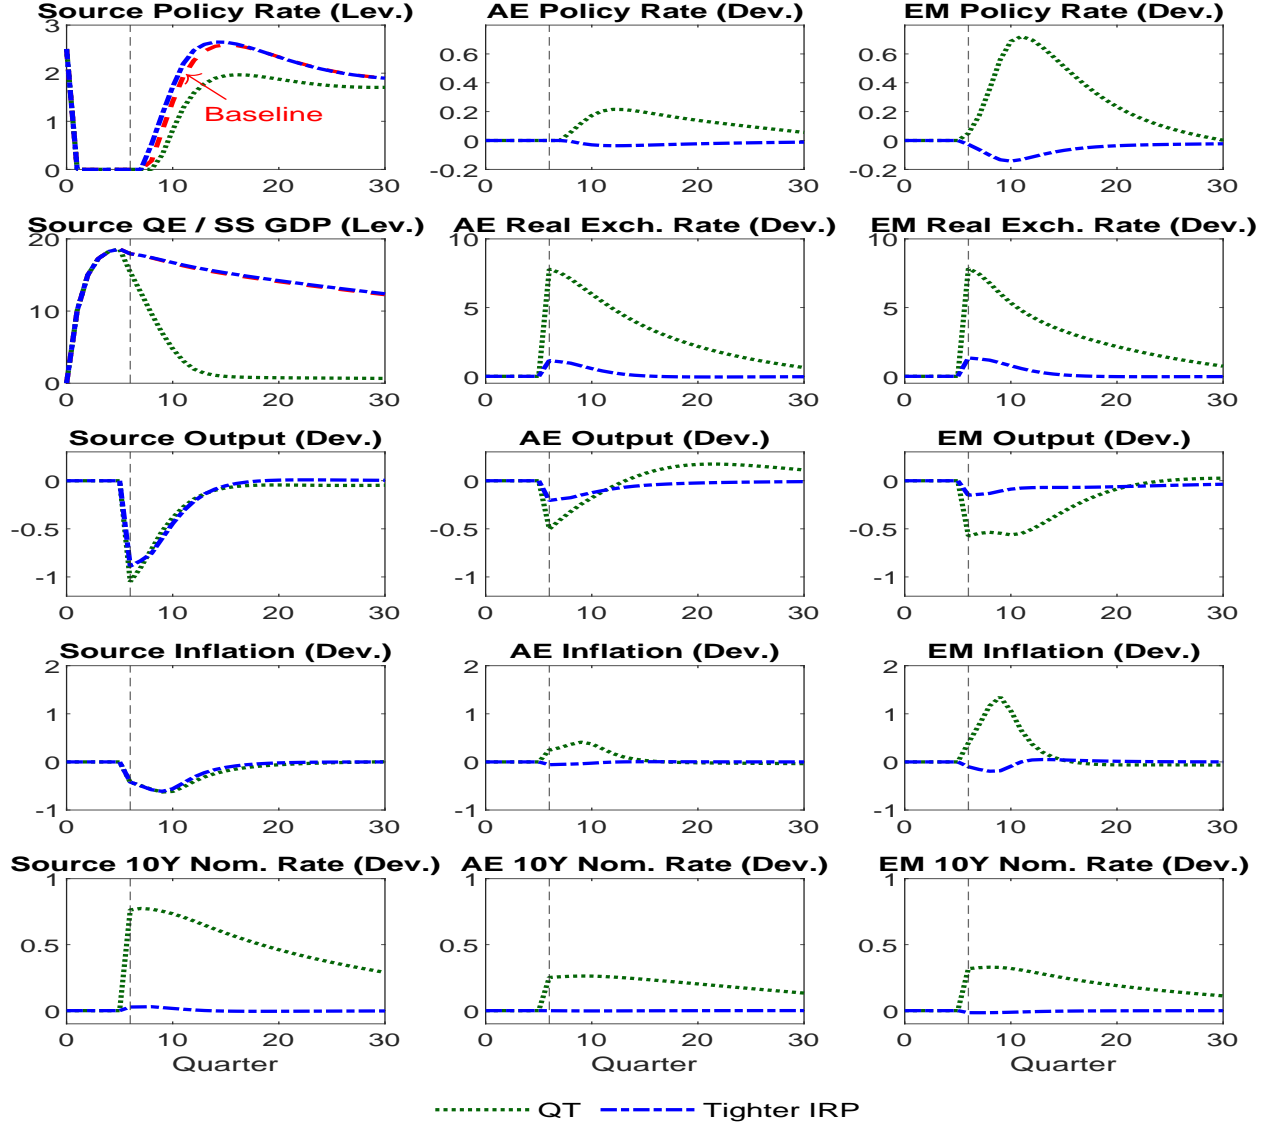 Source Policy Rate (Lev.) AE Policy Rate (Dev.) EM Policy Rate (Dev.)
3
2
1
0
0 10 20 30
Baseline
0.6
0.4
0.2
0
-0.2
0 10 20 30
0.6
0.4
0.2
0
-0.2
0 10 20 30
Source QE / SS GDP (Lev.) AE Real Exch. Rate (Dev.) EM Real Exch. Rate (Dev.)
20
10
0
0 10 20 30
10
5
0
0 10 20 30
10
5
0
0 10 20 30
Source Output (Dev.) AE Output (Dev.) EM Output (Dev.)
0
-0.5
-1
0 10 20 30
0
-0.5
-1
0 10 20 30
0
-0.5
-1
0 10 20 30
Source Inflation (Dev.) AE Inflation (Dev.) EM Inflation (Dev.)
2
1
0
-1
0 10 20 30
2
1
0
-1
0 10 20 30
2
1
0
-1
0 10 20 30
Source 10Y Nom. Rate (Dev.) AE 10Y Nom. Rate (Dev.) EM 10Y Nom. Rate (Dev.)
1
0.5
0
0 10 20 30
Quarter
1
0.5
0
0 10 20 30
Quarter
1
0.5
0
0 10 20 30
Quarter
QT Tighter IRP